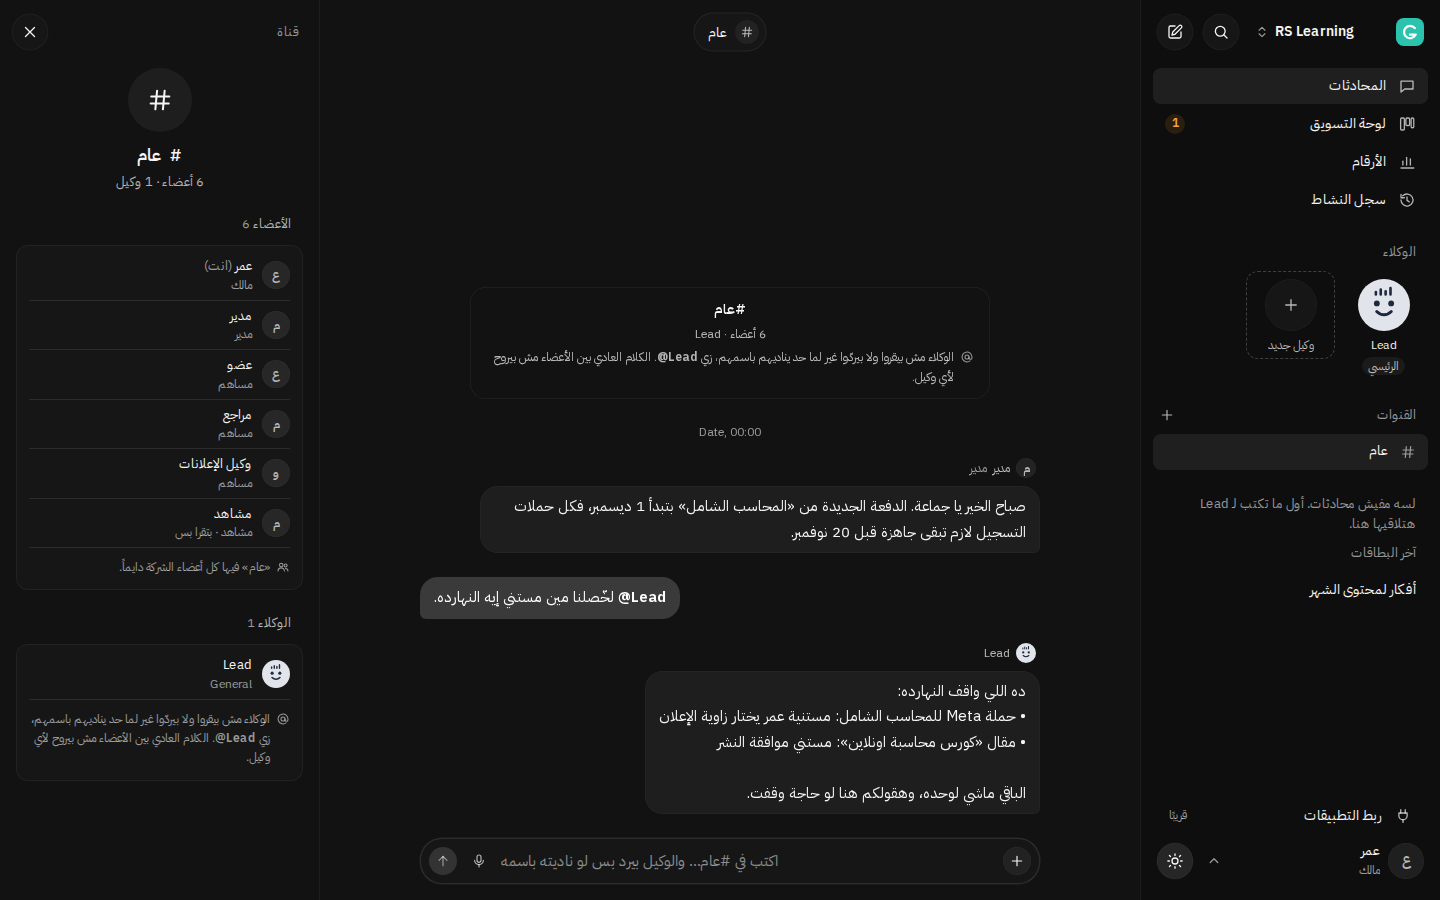 RS Learning
المحادثات
لوحة التسويق
1
الأرقام
سجل النشاط
الوكلاء
Lead
الرئيسي
وكيل جديد
القنوات
# عام
لسه مفيش محادثات. أول ما تكتب لـ Lead
هتلاقيها هنا.
آخر البطاقات
أفكار لمحتوى الشهر
ربط التطبيقات
قريبًا
ع
عمر
مالك
# عام
#عام
6 أعضاء · Lead
الوكلاء مش بيقروا ولا بيردّوا غير لما حد يناديهم باسمهم، زي @Lead. الكلام العادي بين الأعضاء مش بيروح
لأي وكيل.
Date, 00:00
م مدير مدير
صباح الخير يا جماعة. الدفعة الجديدة من «المحاسب الشامل» بتبدأ 1 ديسمبر، فكل حملات
التسجيل لازم تبقى جاهزة قبل 20 نوفمبر.
@Lead لخّصلنا مين مستني إيه النهارده.
Lead
ده اللي واقف النهارده:
• حملة Meta للمحاسب الشامل: مستنية عمر يختار زاوية الإعلان
• مقال «كورس محاسبة اونلاين»: مستني موافقة النشر
الباقي ماشي لوحده، وهقولكم هنا لو حاجة وقفت.
اكتب في #عام... والوكيل بيرد بس لو ناديته باسمه
قناة
#
# عام
6 أعضاء · 1 وكيل
الأعضاء 6
ع
عمر (انت)
مالك
م
مدير
مدير
ع
عضو
مساهم
م
مراجع
مساهم
و
وكيل الإعلانات
مساهم
م
مشاهد
مشاهد · بتقرا بس
«عام» فيها كل أعضاء الشركة دايماً.
الوكلاء 1
Lead
General
الوكلاء مش بيقروا ولا بيردّوا غير لما حد يناديهم باسمهم،
زي @Lead. الكلام العادي بين الأعضاء مش بيروح لأي
وكيل.